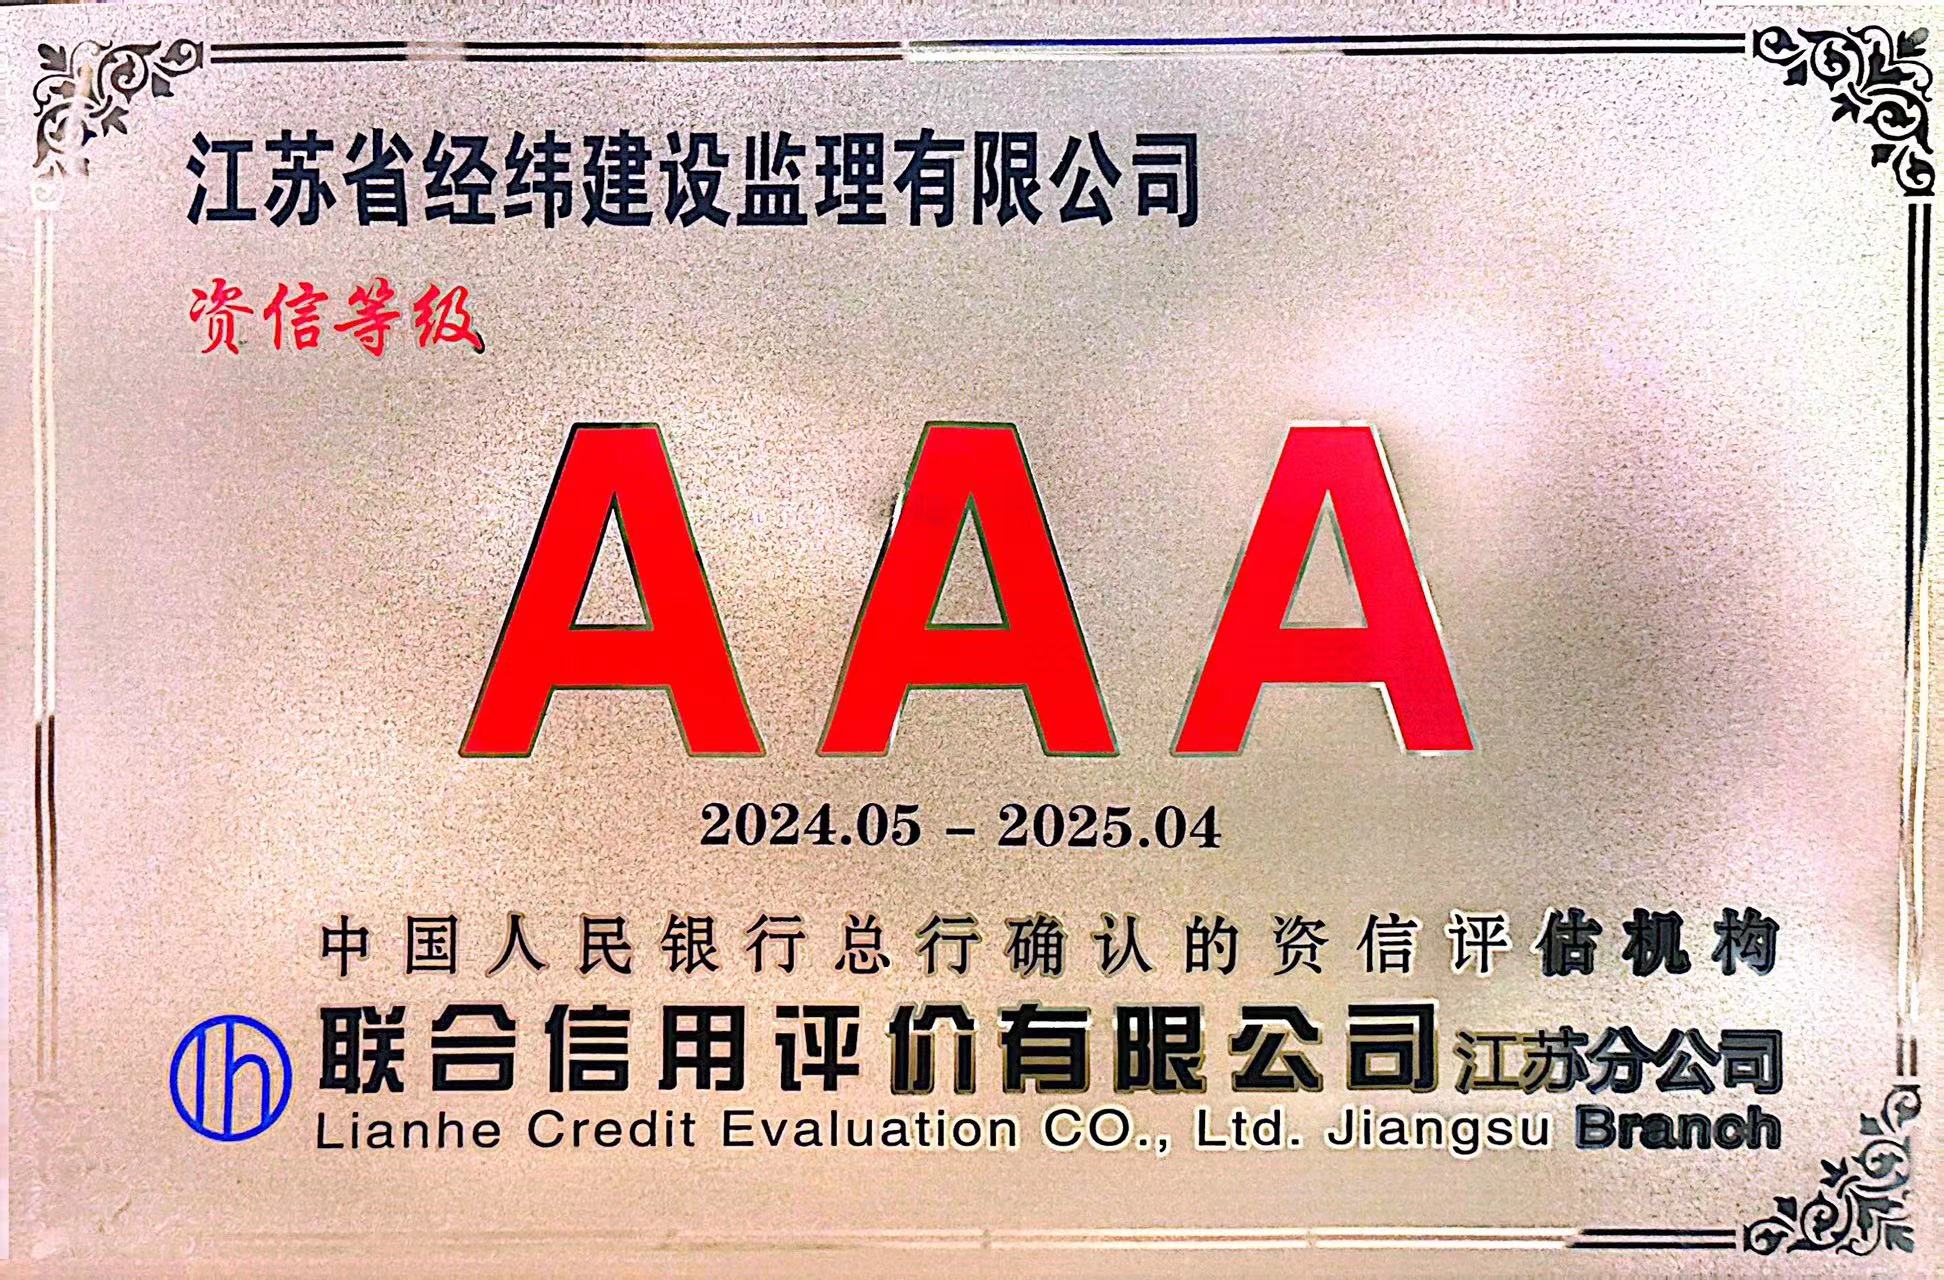 江苏省经纬建设监理有限公司
资信等级
AAA
2024.05 – 2025.04
中国人民银行总行确认的资信评估机构
联合信用评价有限公司江苏分公司
Lianhe Credit Evaluation CO., Ltd. Jiangsu Branch